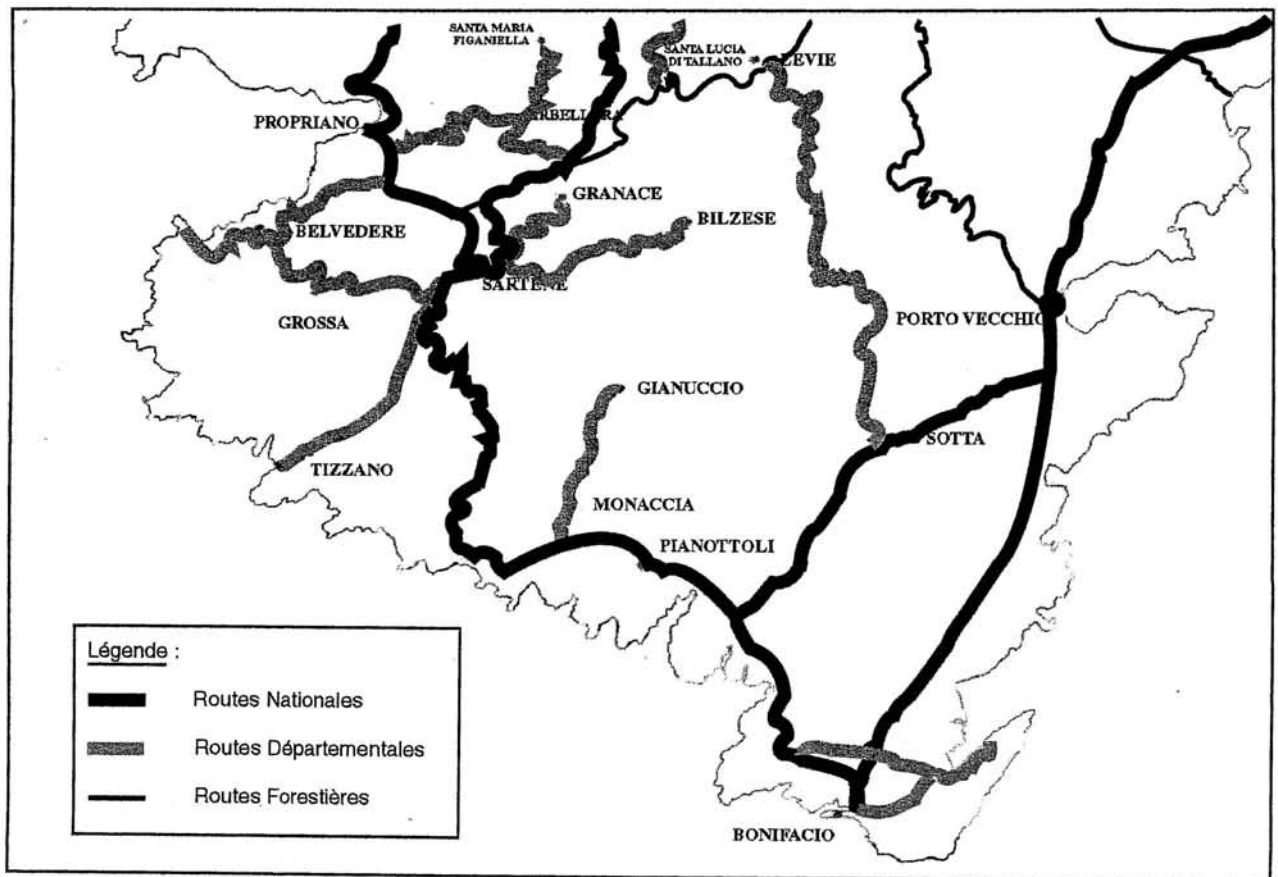 SANTA MARIA
FIGANIELLA
SANTA LUCIA
DI TALLANO
LEVIE
PROPRIANO
GRANACE
BILZESE
BELVEDERE
SARTENE
GROSSA
PORTO VECCHIO
GIANUCCIO
SOTTA
TIZZANO
MONACCIA
PIANOTTOLI
Légende :
Routes Nationales
Routes Départementales
Routes Forestières
BONIFACIO